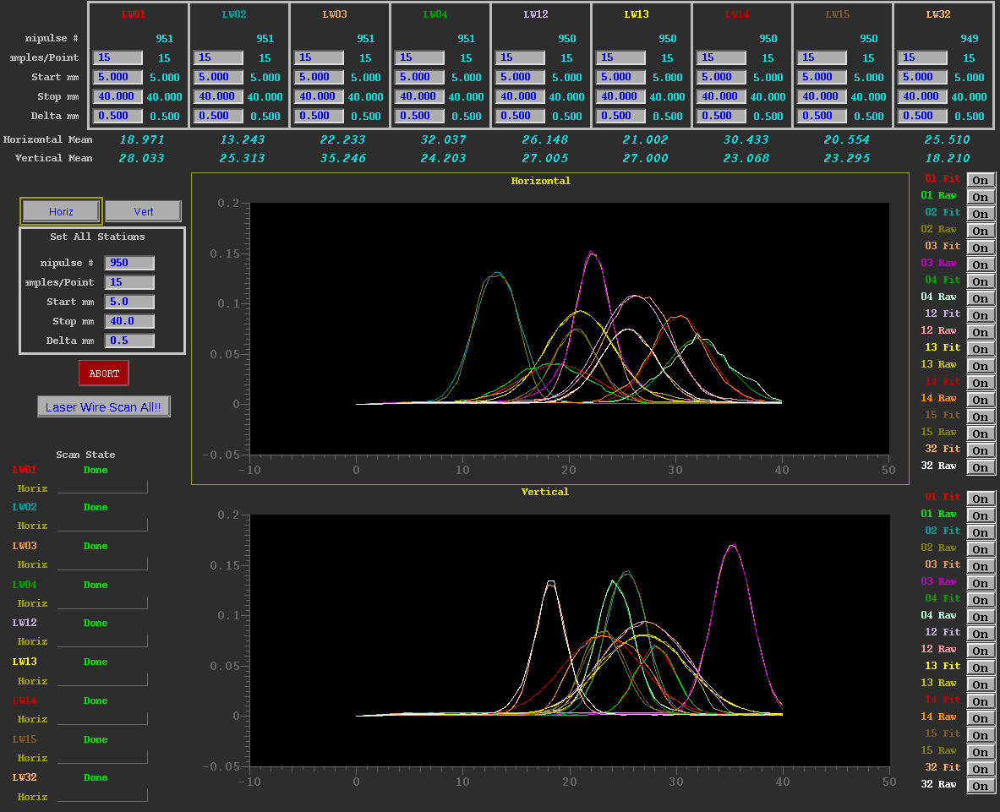 LW01 LW02 LW03 LW04 LW12 LW13 LW14 LW15 LW32
nipulse # 951 951 951 951 950 950 950 950 949
amples/Point 15 15 15 15 15 15 15 15 15 15 15 15 15 15 15 15 15 15
Start mm 5.000 5.000 5.000 5.000 5.000 5.000 5.000 5.000 5.000 5.000 5.000 5.000 5.000 5.000 5.000 5.000 5.000 5.000
Stop mm 40.000 40.000 40.000 40.000 40.000 40.000 40.000 40.000 40.000 40.000 40.000 40.000 40.000 40.000 40.000 40.000 40.000 40.000
Delta mm 0.500 0.500 0.500 0.500 0.500 0.500 0.500 0.500 0.500 0.500 0.500 0.500 0.500 0.500 0.500 0.500 0.500 0.500
Horizontal Mean 18.971 13.243 22.233 32.037 26.148 21.002 30.433 20.554 25.510
Vertical Mean 28.033 25.313 35.246 24.203 27.005 27.000 23.068 23.295 18.210
Horiz Vert
Set All Stations
nipulse # 950
amples/Point 15
Start mm 5.0
Stop mm 40.0
Delta mm 0.5
ABORT
Laser Wire Scan All!!
Scan State
LW01 Done
Horiz
LW02 Done
Horiz
LW03 Done
Horiz
LW04 Done
Horiz
LW12 Done
Horiz
LW13 Done
Horiz
LW14 Done
Horiz
LW15 Done
Horiz
LW32 Done
Horiz
Horizontal
0.2
0.15
0.1
0.05
0
-0.05
-10 0 10 20 30 40 50
01 Fit On
01 Raw On
02 Fit On
02 Raw On
03 Fit On
03 Raw On
04 Fit On
04 Raw On
12 Fit On
12 Raw On
13 Fit On
13 Raw On
14 Fit On
14 Raw On
15 Fit On
15 Raw On
32 Fit On
32 Raw On
Vertical
0.2
0.15
0.1
0.05
0
-0.05
-10 0 10 20 30 40 50
01 Fit On
01 Raw On
02 Fit On
02 Raw On
03 Fit On
03 Raw On
04 Fit On
04 Raw On
12 Fit On
12 Raw On
13 Fit On
13 Raw On
14 Fit On
14 Raw On
15 Fit On
15 Raw On
32 Fit On
32 Raw On